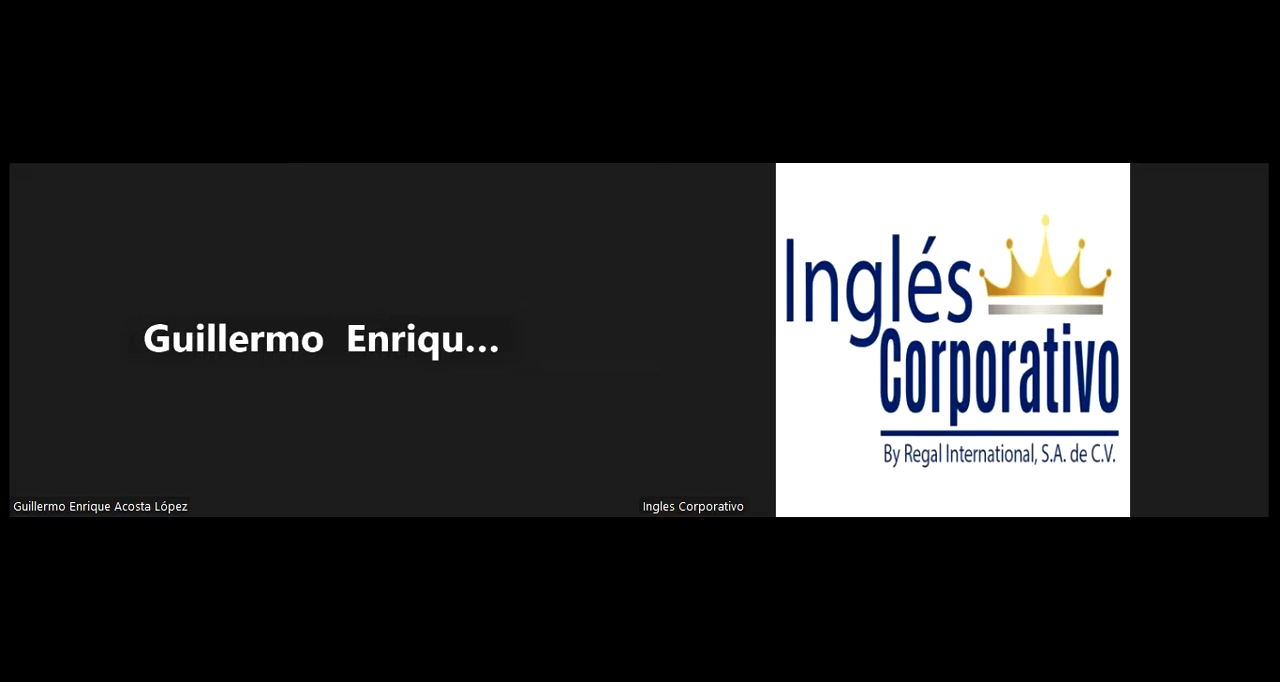 Guillermo Enriqu...
Guillermo Enrique Acosta López
Ingles Corporativo
Inglés
Corporativo
By Regal International, S.A. de C.V.